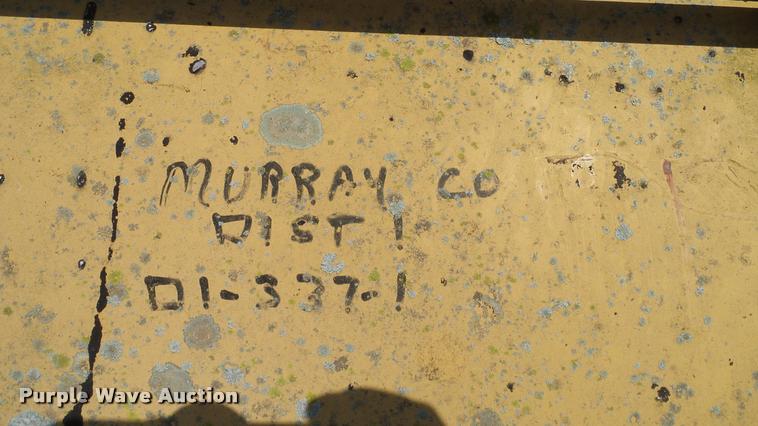 MURRAY CO
DIST 1
D1-337-1
Purple Wave Auction